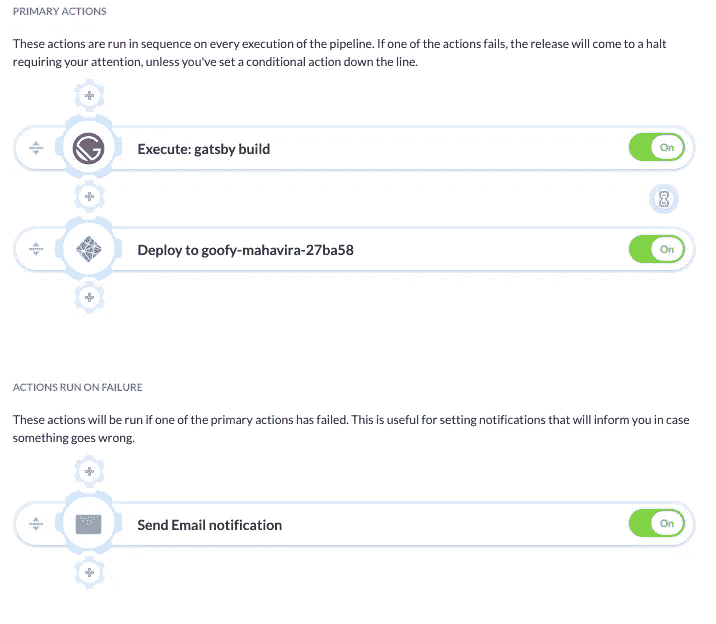 PRIMARY ACTIONS
These actions are run in sequence on every execution of the pipeline. If one of the actions fails, the release will come to a halt
requiring your attention, unless you've set a conditional action down the line.
Execute: gatsby build
On
Deploy to goofy-mahavira-27ba58
On
ACTIONS RUN ON FAILURE
These actions will be run if one of the primary actions has failed. This is useful for setting notifications that will inform you in case
something goes wrong.
Send Email notification
On